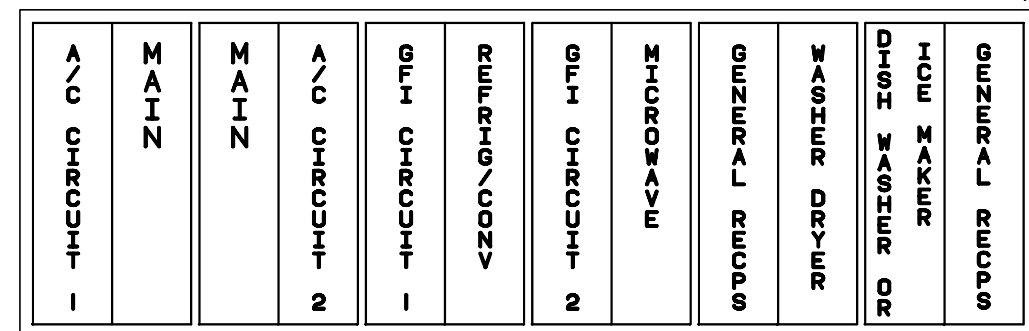 A/C CIRCUIT 1
MAIN
MAIN
A/C CIRCUIT 2
GFI CIRCUIT 1
REFRIG/CONV
GFI CIRCUIT 2
MICROWAVE
GENERAL RECPS
WASHER DRYER
DISH WASHER OR
ICE MAKER
GENERAL RECPS